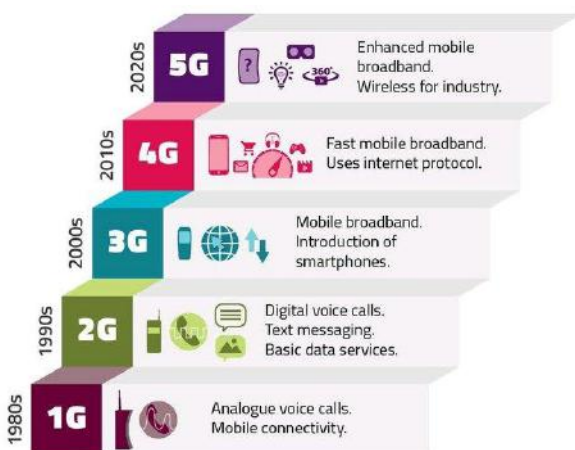 2020s
5G
?
360°
Enhanced mobile
broadband.
Wireless for industry.
2010s
4G
Fast mobile broadband.
Uses internet protocol.
2000s
3G
Mobile broadband.
Introduction of
smartphones.
1990s
2G
Digital voice calls.
Text messaging.
Basic data services.
1980s
1G
Analogue voice calls.
Mobile connectivity.